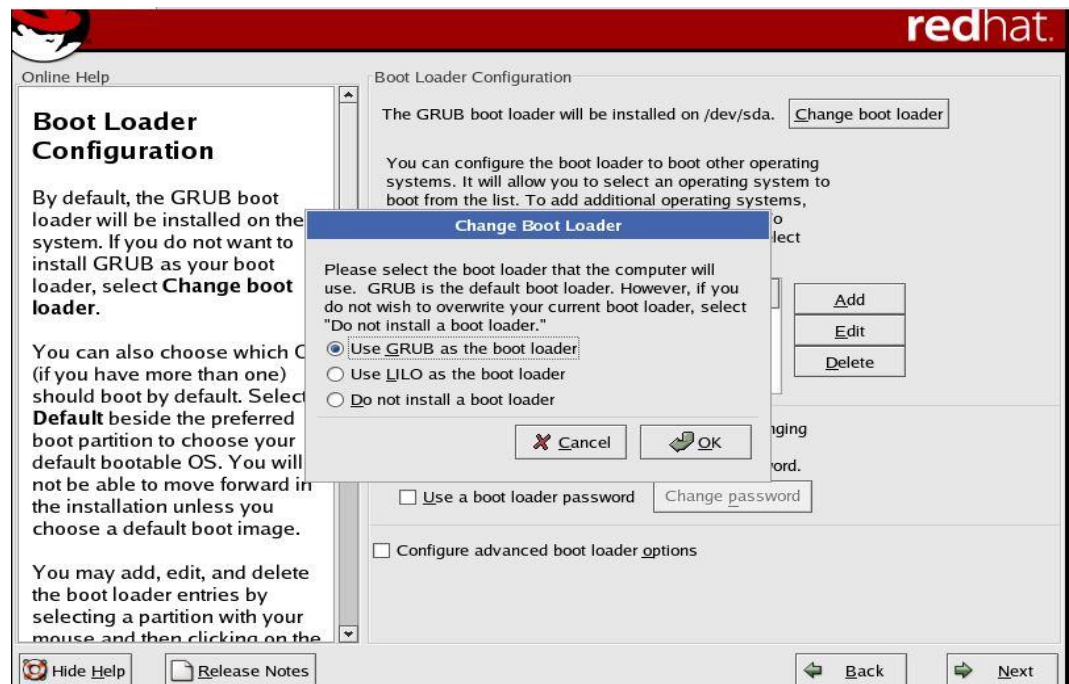 redhat.
Online Help
Boot Loader
Configuration
By default, the GRUB boot
loader will be installed on the
system. If you do not want to
install GRUB as your boot
loader, select Change boot
loader.
You can also choose which
(if you have more than one)
should boot by default. Select
Default beside the preferred
boot partition to choose your
default bootable OS. You will
not be able to move forward in
the installation unless you
choose a default boot image.
You may add, edit, and delete
the boot loader entries by
selecting a partition with your
mouse and then clicking on the
Boot Loader Configuration
The GRUB boot loader will be installed on /dev/sda.
Change boot loader
You can configure the boot loader to boot other operating
systems. It will allow you to select an operating system to
boot from the list. To add additional operating systems,
Change Boot Loader
Please select the boot loader that the computer will
use. GRUB is the default boot loader. However, if you
do not wish to overwrite your current boot loader, select
"Do not install a boot loader."
Use GRUB as the boot loader
Use LILO as the boot loader
Do not install a boot loader
Cancel
OK
Add
Edit
Delete
Use a boot loader password
Change password
Configure advanced boot loader options
Hide Help
Release Notes
Back
Next